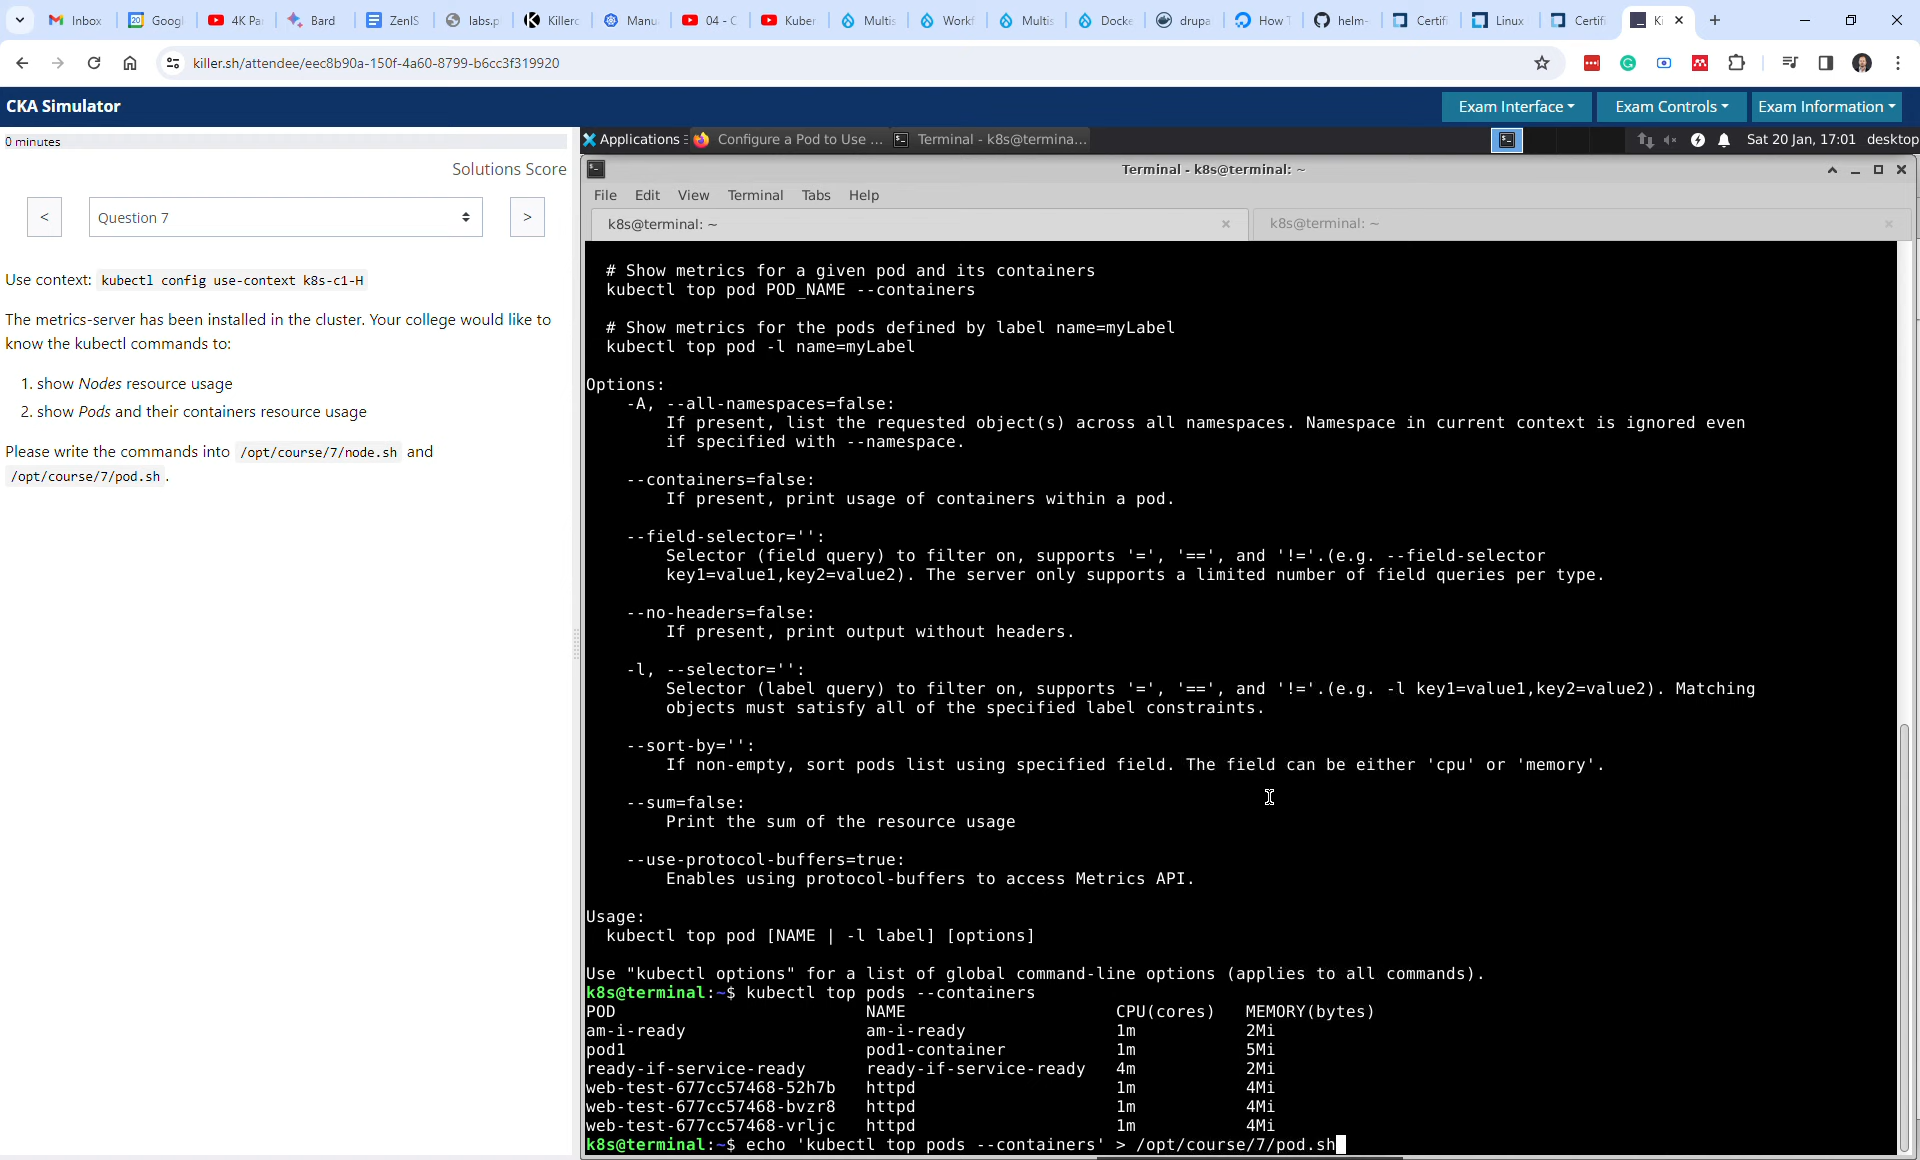 Inbox
Googl
4K Pa
Bard
ZenIS
labs.p
Killerc
Manu
04 - C
Kuber
Multis
Workf
Multis
Docke
drupa
How T
helm-
Certifi
Linux
Certifi
Ki
killer.sh/attendee/eec8b90a-150f-4a60-8799-b6cc3f319920
CKA Simulator
Exam Interface
Exam Controls
Exam Information
0 minutes
Solutions Score
<
Question 7
>
Use context: kubectl config use-context k8s-c1-H
The metrics-server has been installed in the cluster. Your college would like to
know the kubectl commands to:
1. show Nodes resource usage
2. show Pods and their containers resource usage
Please write the commands into /opt/course/7/node.sh and
/opt/course/7/pod.sh .
Applications
Configure a Pod to Use ...
Terminal - k8s@termina...
Sat 20 Jan, 17:01 desktop
Terminal - k8s@terminal: ~
File Edit View Terminal Tabs Help
k8s@terminal: ~
k8s@terminal: ~
# Show metrics for a given pod and its containers
kubectl top pod POD_NAME --containers
# Show metrics for the pods defined by label name=myLabel
kubectl top pod -l name=myLabel
Options:
-A, --all-namespaces=false:
If present, list the requested object(s) across all namespaces. Namespace in current context is ignored even
if specified with --namespace.
--containers=false:
If present, print usage of containers within a pod.
--field-selector='':
Selector (field query) to filter on, supports '=', '==', and '!='.(e.g. --field-selector
key1=value1,key2=value2). The server only supports a limited number of field queries per type.
--no-headers=false:
If present, print output without headers.
-l, --selector='':
Selector (label query) to filter on, supports '=', '==', and '!='.(e.g. -l key1=value1,key2=value2). Matching
objects must satisfy all of the specified label constraints.
--sort-by='':
If non-empty, sort pods list using specified field. The field can be either 'cpu' or 'memory'.
--sum=false:
Print the sum of the resource usage
--use-protocol-buffers=true:
Enables using protocol-buffers to access Metrics API.
Usage:
kubectl top pod [NAME | -l label] [options]
Use "kubectl options" for a list of global command-line options (applies to all commands).
k8s@terminal:~$ kubectl top pods --containers
POD NAME CPU(cores) MEMORY(bytes)
am-i-ready am-i-ready 1m 2Mi
pod1 pod1-container 1m 5Mi
ready-if-service-ready ready-if-service-ready 4m 2Mi
web-test-677cc57468-52h7b httpd 1m 4Mi
web-test-677cc57468-bvzr8 httpd 1m 4Mi
web-test-677cc57468-vrljc httpd 1m 4Mi
k8s@terminal:~$ echo 'kubectl top pods --containers' > /opt/course/7/pod.sh